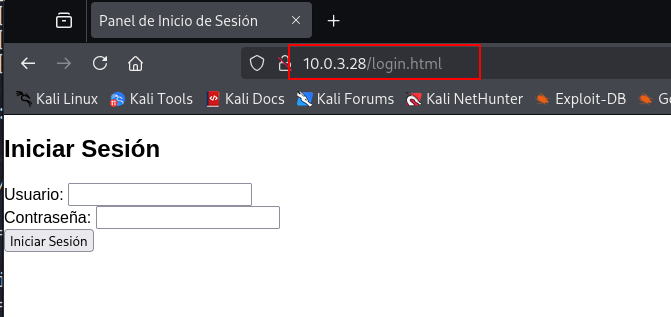 Panel de Inicio de Sesión
10.0.3.28/login.html
Kali Linux Kali Tools Kali Docs Kali Forums Kali NetHunter Exploit-DB
Iniciar Sesión
Usuario:
Contraseña:
Iniciar Sesión